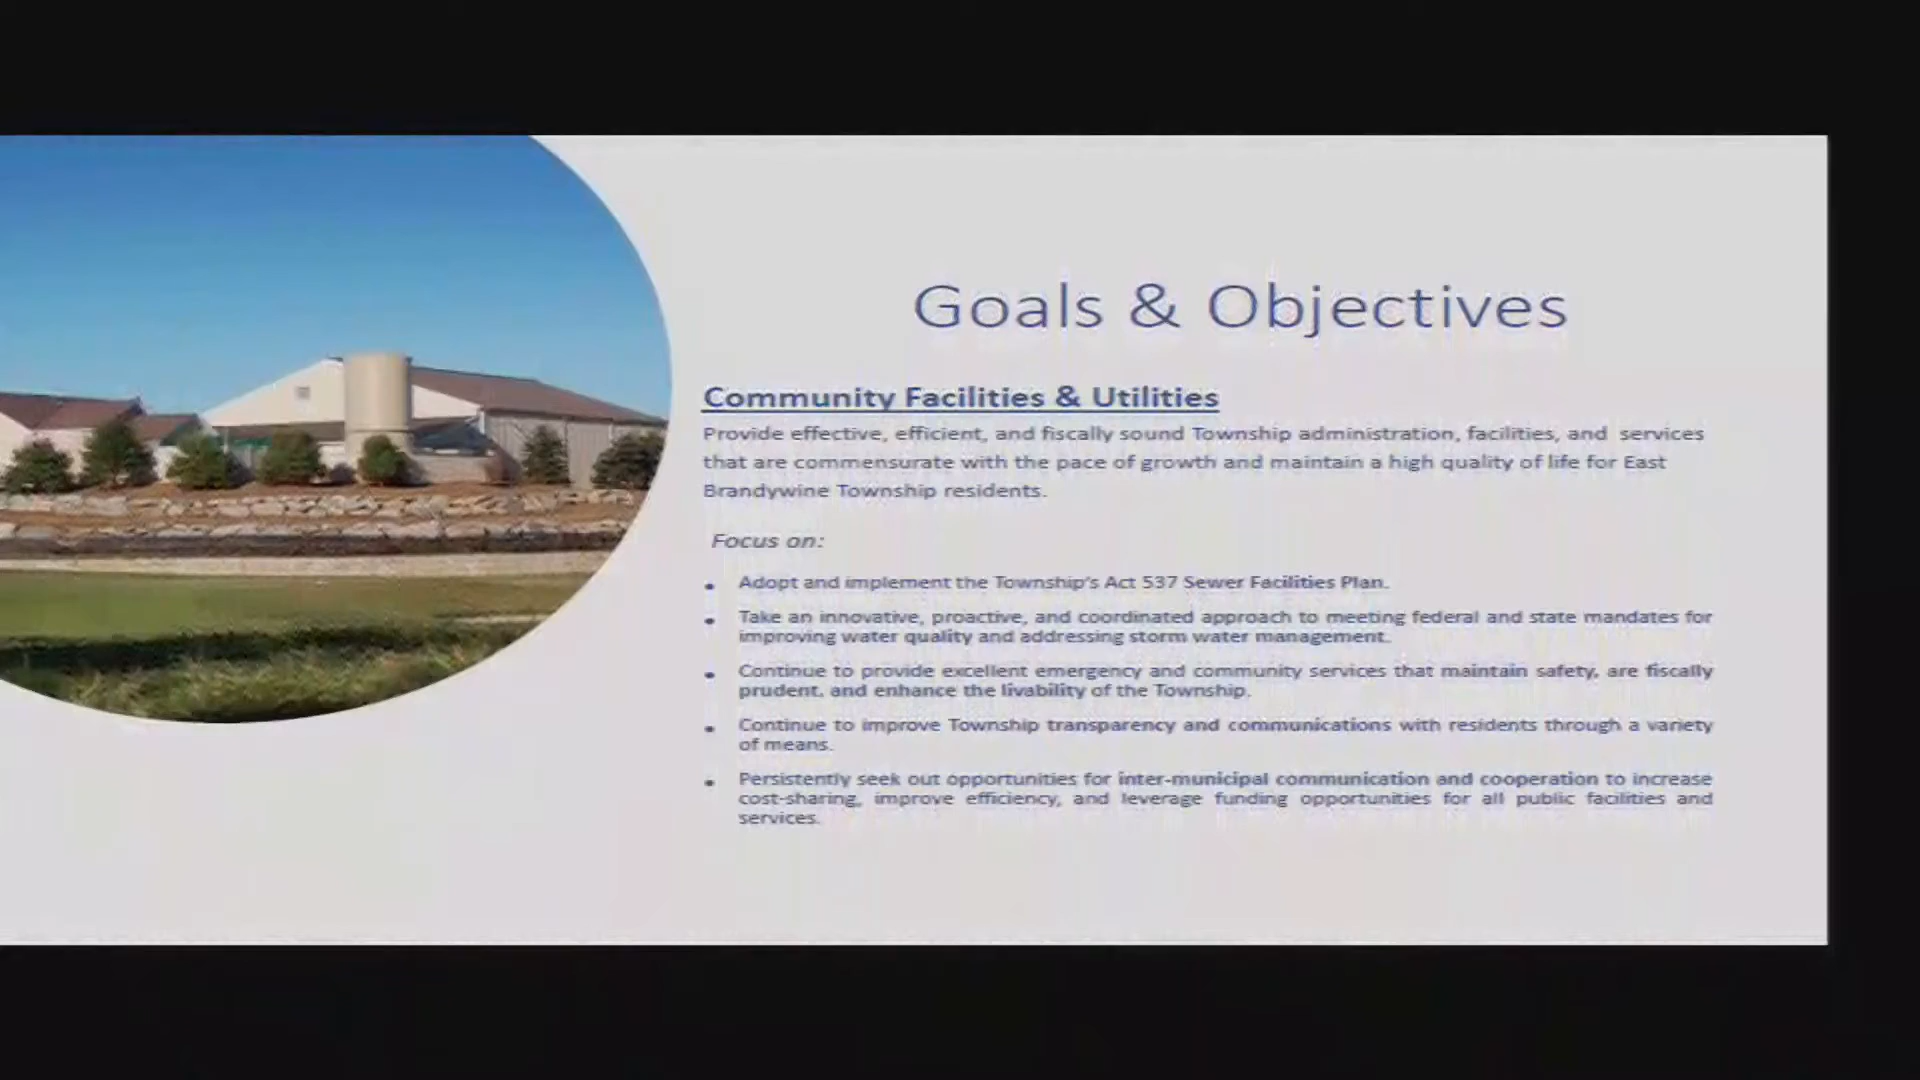 Goals & Objectives
Community Facilities & Utilities
Provide effective, efficient, and fiscally sound Township administration, facilities, and services
that are commensurate with the pace of growth and maintain a high quality of life for East
Brandywine Township residents.
Focus on:
• Adopt and implement the Township's Act 537 Sewer Facilities Plan.
• Take an innovative, proactive, and coordinated approach to meeting federal and state mandates for
improving water quality and addressing storm water management.
• Continue to provide excellent emergency and community services that maintain safety, are fiscally
prudent, and enhance the livability of the Township.
• Continue to improve Township transparency and communications with residents through a variety
of means.
• Persistently seek out opportunities for inter-municipal communication and cooperation to increase
cost-sharing, improve efficiency, and leverage funding opportunities for all public facilities and
services.